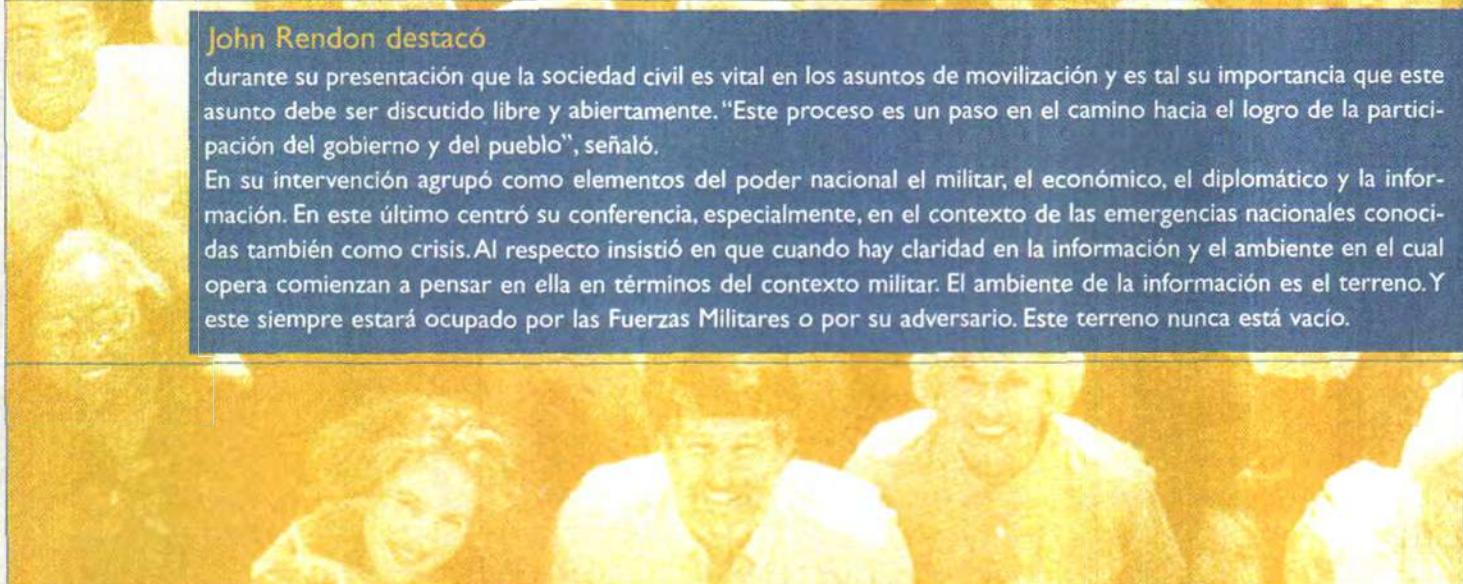 John Rendon destacó
durante su presentación que la sociedad civil es vital en los asuntos de movilización y es tal su importancia que este
asunto debe ser discutido libre y abiertamente. “Este proceso es un paso en el camino hacia el logro de la partici-
pación del gobierno y del pueblo”, señaló.
En su intervención agrupó como elementos del poder nacional el militar, el económico, el diplomático y la infor-
mación. En este último centró su conferencia, especialmente, en el contexto de las emergencias nacionales conoci-
das también como crisis. Al respecto insistió en que cuando hay claridad en la información y el ambiente en el cual
opera comienzan a pensar en ella en términos del contexto militar. El ambiente de la información es el terreno. Y
este siempre estará ocupado por las Fuerzas Militares o por su adversario. Este terreno nunca está vacío.